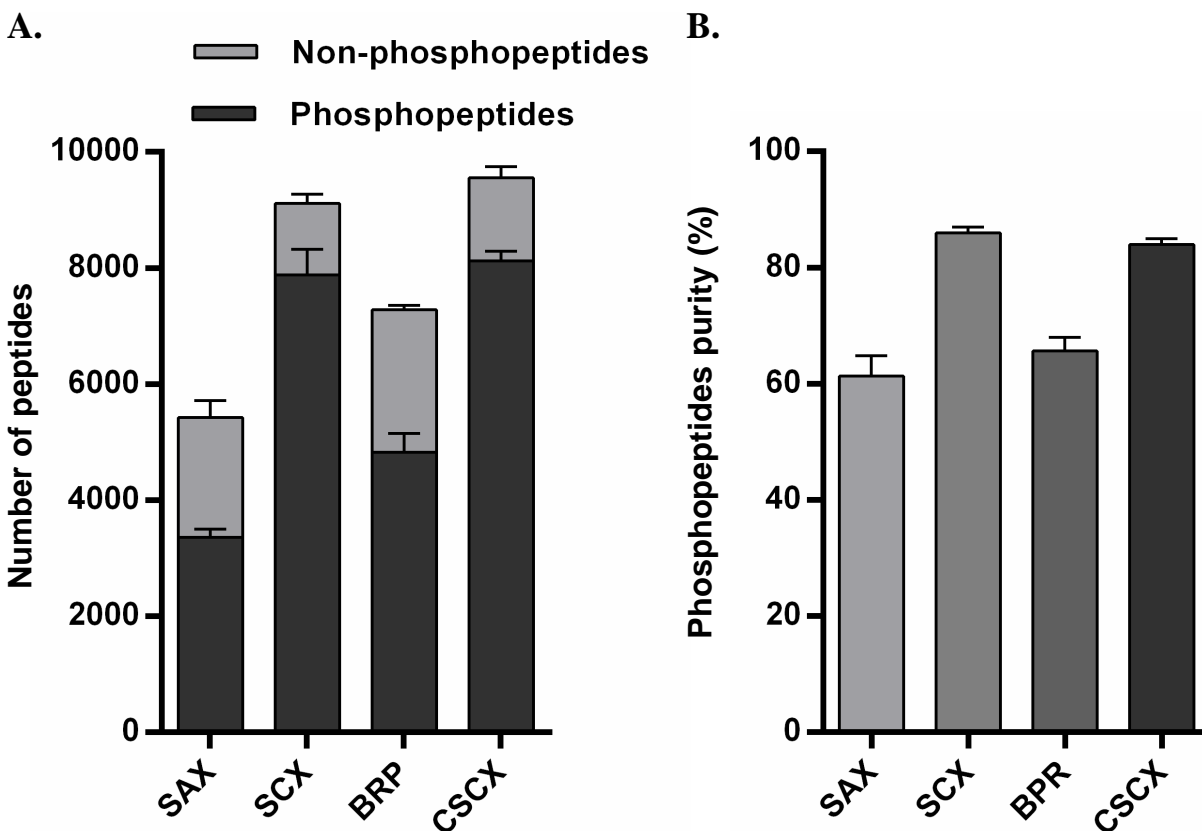 A.
Non-phosphopeptides
Phosphopeptides
Number of peptides
10000
8000
6000
4000
2000
0
SAX
SCX
BRP
CSCX
B.
Phosphopeptides purity (%)
100
80
60
40
20
0
SAX
SCX
BPR
CSCX